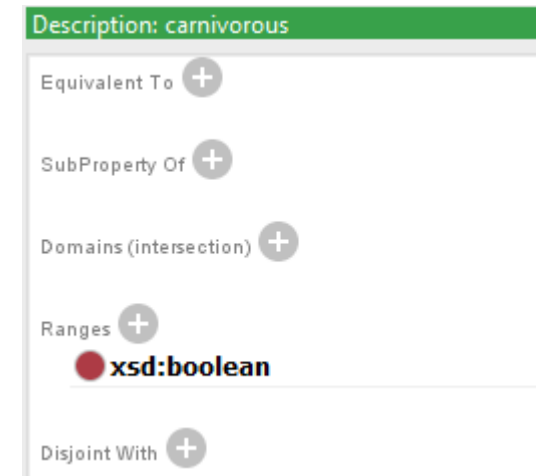 Description: carnivorous
Equivalent To
SubProperty Of
Domains (intersection)
Ranges
xsd:boolean
Disjoint With